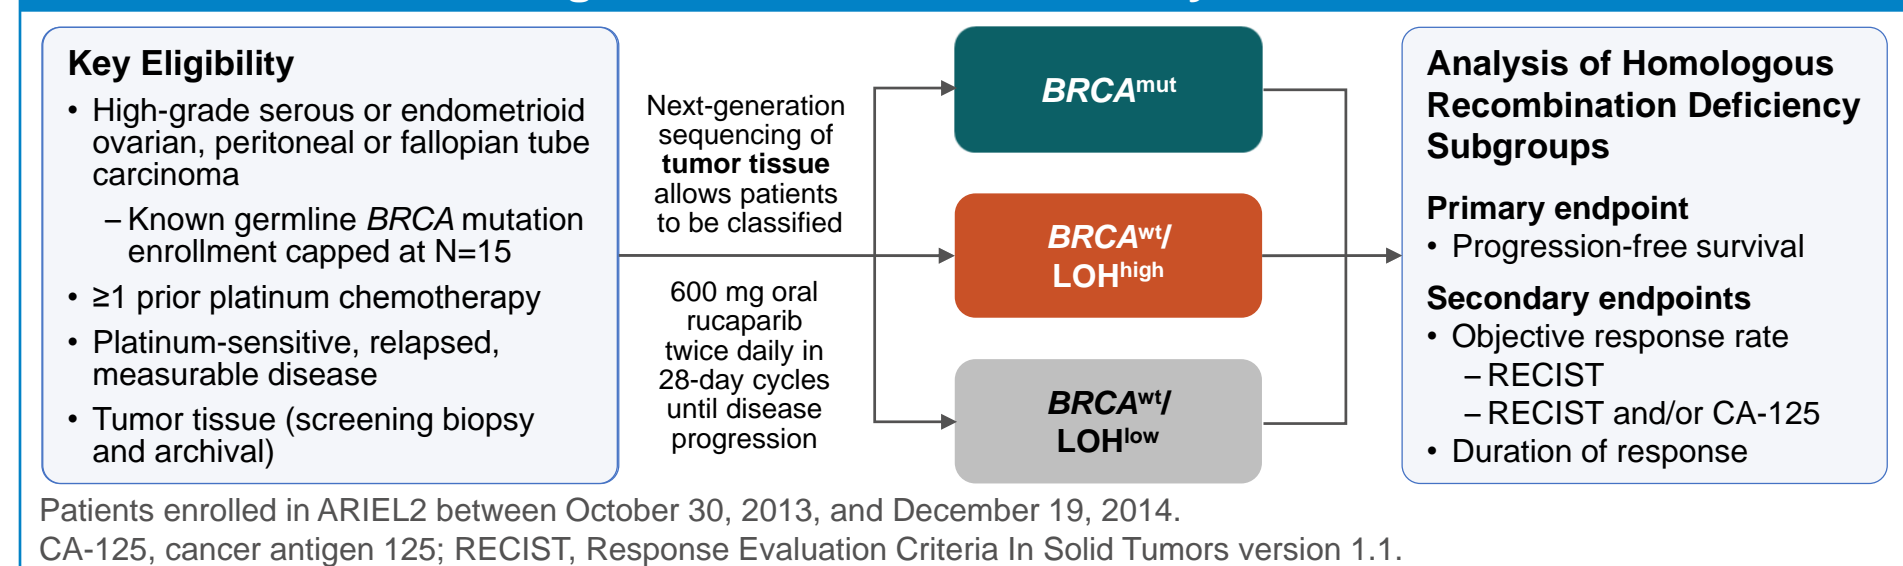 Key Eligibility
• High-grade serous or endometrioid
ovarian, peritoneal or fallopian tube
carcinoma
– Known germline BRCA mutation
enrollment capped at N=15
• ≥1 prior platinum chemotherapy
• Platinum-sensitive, relapsed,
measurable disease
• Tumor tissue (screening biopsy
and archival)
Next-generation
sequencing of
tumor tissue
allows patients
to be classified
600 mg oral
rucaparib
twice daily in
28-day cycles
until disease
progression
BRCAmut
BRCAwt/
LOHhigh
BRCAwt/
LOHlow
Analysis of Homologous
Recombination Deficiency
Subgroups
Primary endpoint
• Progression-free survival
Secondary endpoints
• Objective response rate
– RECIST
– RECIST and/or CA-125
• Duration of response
Patients enrolled in ARIEL2 between October 30, 2013, and December 19, 2014.
CA-125, cancer antigen 125; RECIST, Response Evaluation Criteria In Solid Tumors version 1.1.